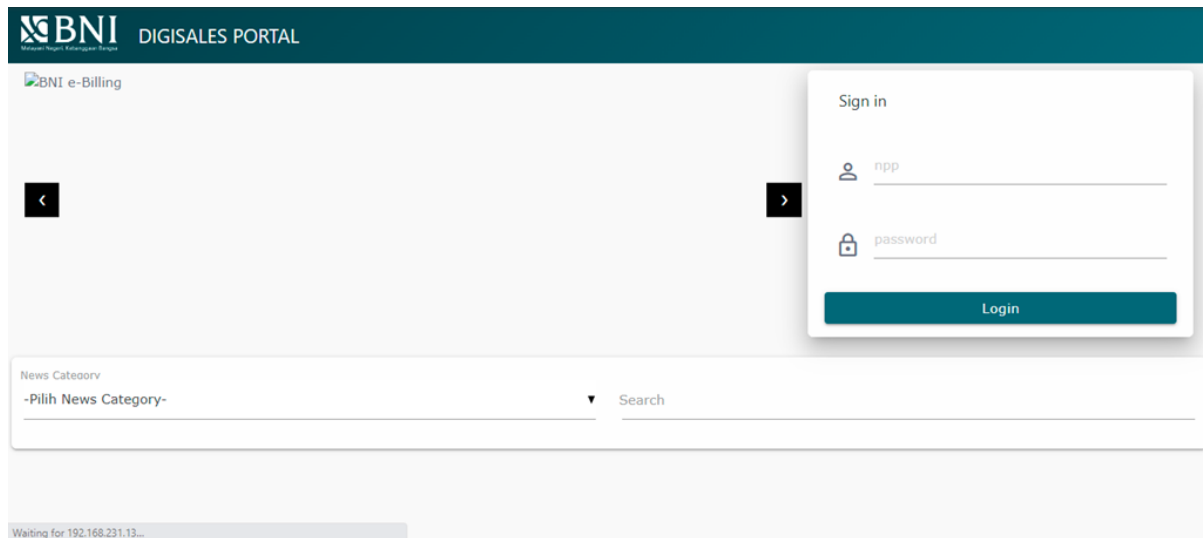 BNI
Melayani Negeri, Kebanggaan Bangsa
DIGISALES PORTAL
BNI e-Billing
Sign in
npp
password
Login
News Category
-Pilih News Category-
Search
Waiting for 192.168.231.13...